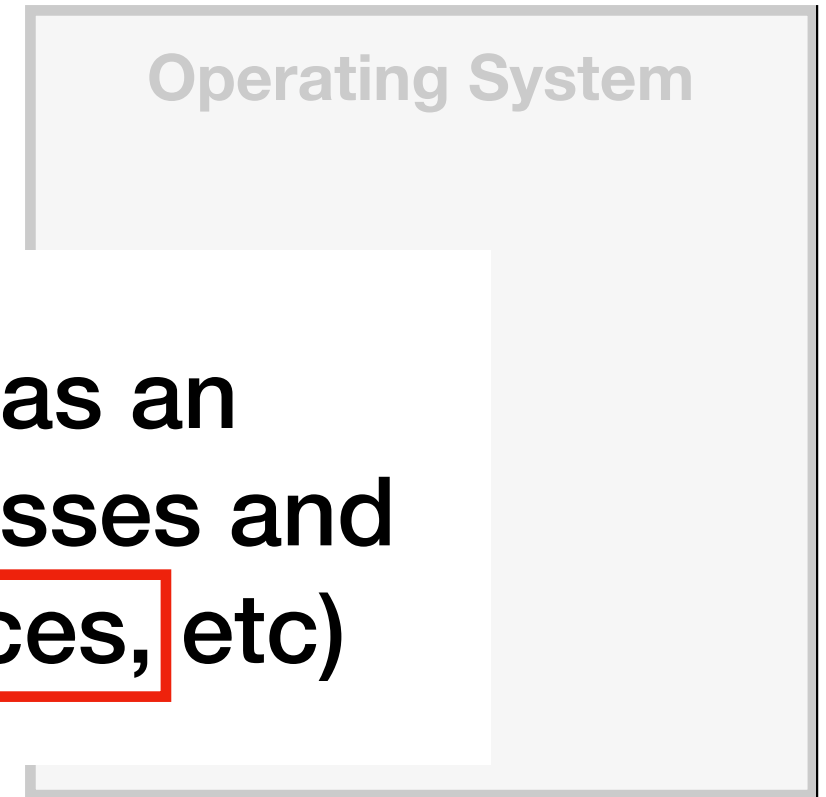 Operating System
as an
sses and
ces, etc)